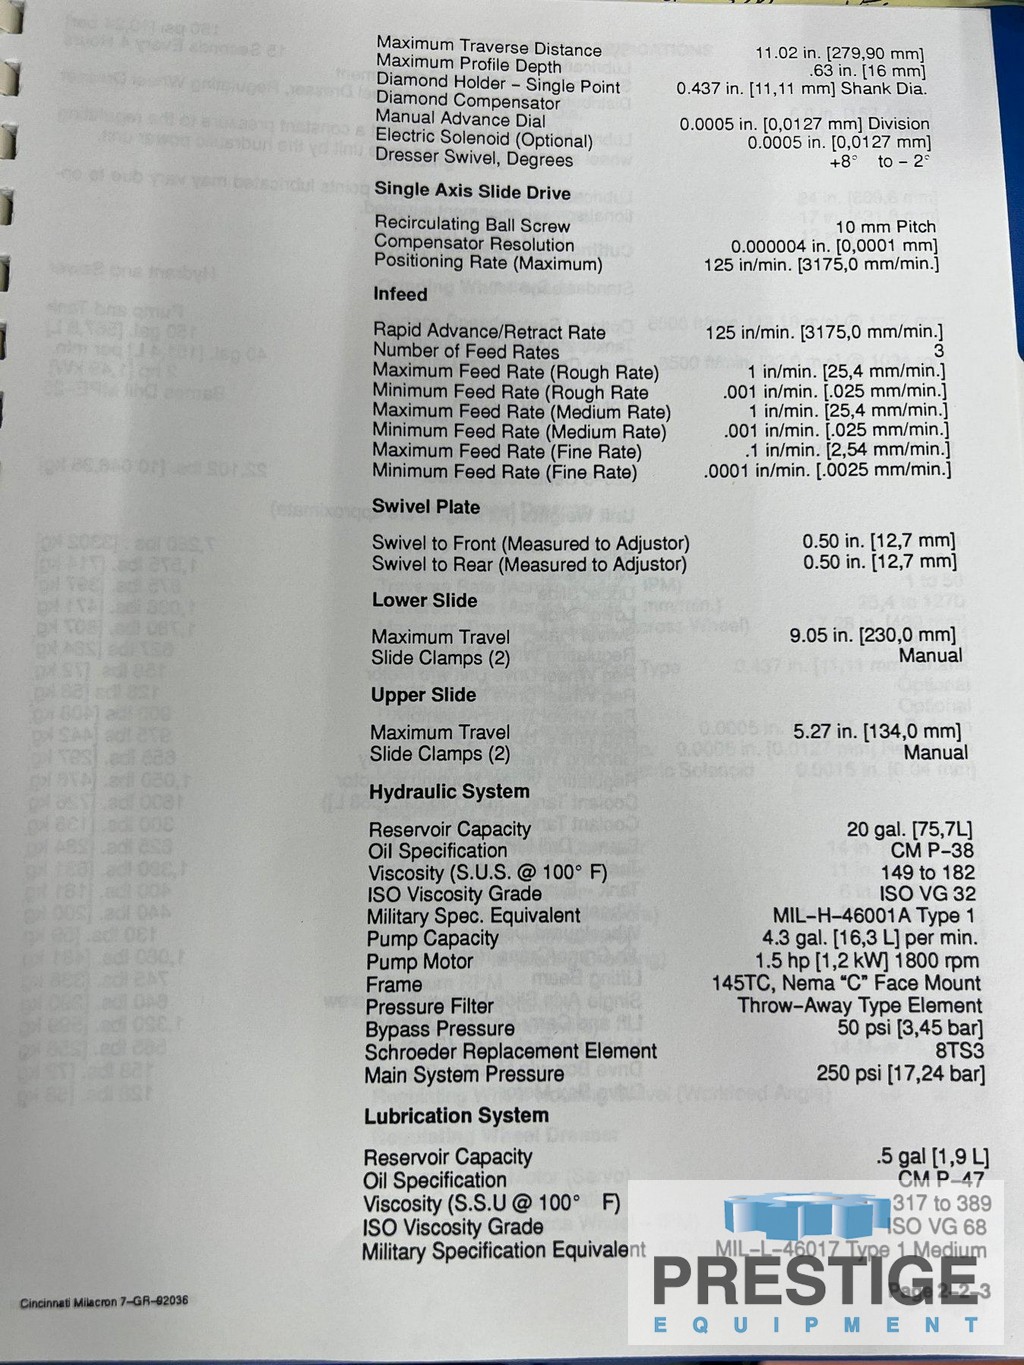 Maximum Traverse Distance 11.02 in. [279,90 mm]
Maximum Profile Depth .63 in. [16 mm]
Diamond Holder – Single Point 0.437 in. [11,11 mm] Shank Dia.
Diamond Compensator
Manual Advance Dial 0.0005 in. [0,0127 mm] Division
Electric Solenoid (Optional) 0.0005 in. [0,0127 mm]
Dresser Swivel, Degrees +8° to – 2°
Single Axis Slide Drive
Recirculating Ball Screw 10 mm Pitch
Compensator Resolution 0.000004 in. [0,0001 mm]
Positioning Rate (Maximum) 125 in/min. [3175,0 mm/min.]
Infeed
Rapid Advance/Retract Rate 125 in/min. [3175,0 mm/min.]
Number of Feed Rates 3
Maximum Feed Rate (Rough Rate) 1 in/min. [25,4 mm/min.]
Minimum Feed Rate (Rough Rate .001 in/min. [.025 mm/min.]
Maximum Feed Rate (Medium Rate) 1 in/min. [25,4 mm/min.]
Minimum Feed Rate (Medium Rate) .001 in/min. [.025 mm/min.]
Maximum Feed Rate (Fine Rate) .1 in/min. [2,54 mm/min.]
Minimum Feed Rate (Fine Rate) .0001 in/min. [.0025 mm/min.]
Swivel Plate
Swivel to Front (Measured to Adjustor) 0.50 in. [12,7 mm]
Swivel to Rear (Measured to Adjustor) 0.50 in. [12,7 mm]
Lower Slide
Maximum Travel 9.05 in. [230,0 mm]
Slide Clamps (2) Manual
Upper Slide
Maximum Travel 5.27 in. [134,0 mm]
Slide Clamps (2) Manual
Hydraulic System
Reservoir Capacity 20 gal. [75,7L]
Oil Specification CM P–38
Viscosity (S.U.S. @ 100° F) 149 to 182
ISO Viscosity Grade ISO VG 32
Military Spec. Equivalent MIL–H–46001A Type 1
Pump Capacity 4.3 gal. [16,3 L] per min.
Pump Motor 1.5 hp [1,2 kW] 1800 rpm
Frame 145TC, Nema “C” Face Mount
Pressure Filter Throw–Away Type Element
Bypass Pressure 50 psi [3,45 bar]
Schroeder Replacement Element 8TS3
Main System Pressure 250 psi [17,24 bar]
Lubrication System
Reservoir Capacity .5 gal [1,9 L]
Oil Specification CM P–47
Viscosity (S.S.U @ 100° F) 317 to 389
ISO Viscosity Grade ISO VG 68
Military Specification Equivalent MIL–L–46017 Type 1 Medium
Cincinnati Milacron 7–GR–92036 Page 2–2–3
PRESTIGE
EQUIPMENT